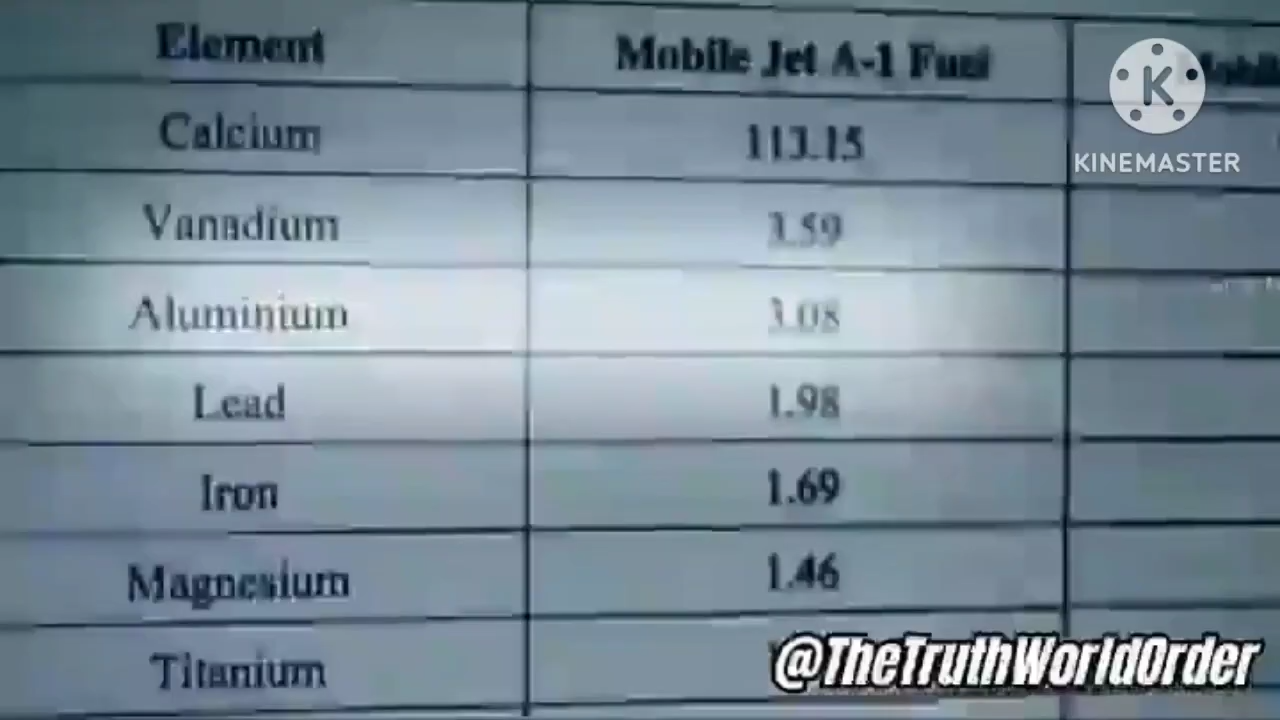 Element Mobile Jet A-1 Fuel
Calcium 113.15
Vanadium 3.59
Aluminium 3.08
Lead 1.98
Iron 1.69
Magnesium 1.46
Titanium
K
KINEMASTER
@TheTruthWorldOrder